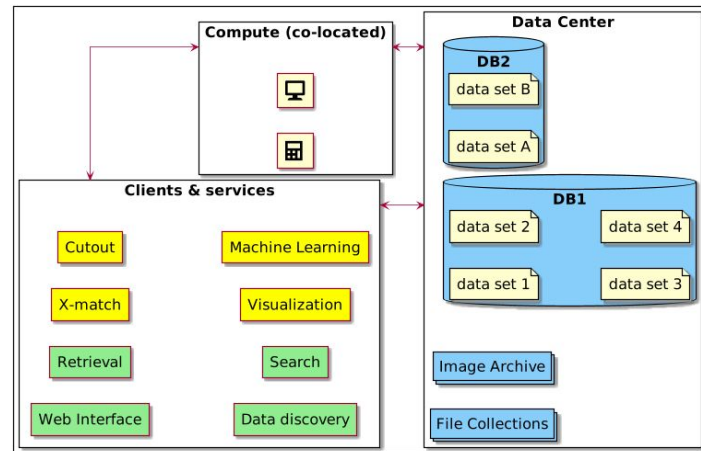 Compute (co-located)
Data Center
DB2
data set B
data set A
DB1
data set 2
data set 4
data set 1
data set 3
Image Archive
File Collections
Clients & services
Cutout
Machine Learning
X-match
Visualization
Retrieval
Search
Web Interface
Data discovery